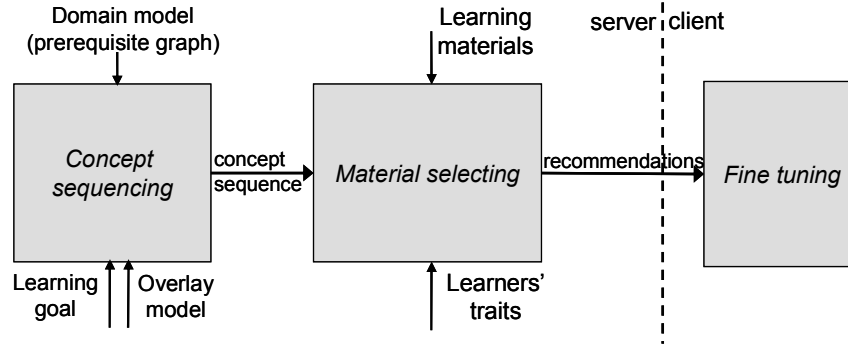 Domain model
(prerequisite graph)
Learning
materials
server
client
Concept
sequencing
concept
sequence
Material selecting
recommendations
Fine tuning
Learning
goal
Overlay
model
Learners’
traits